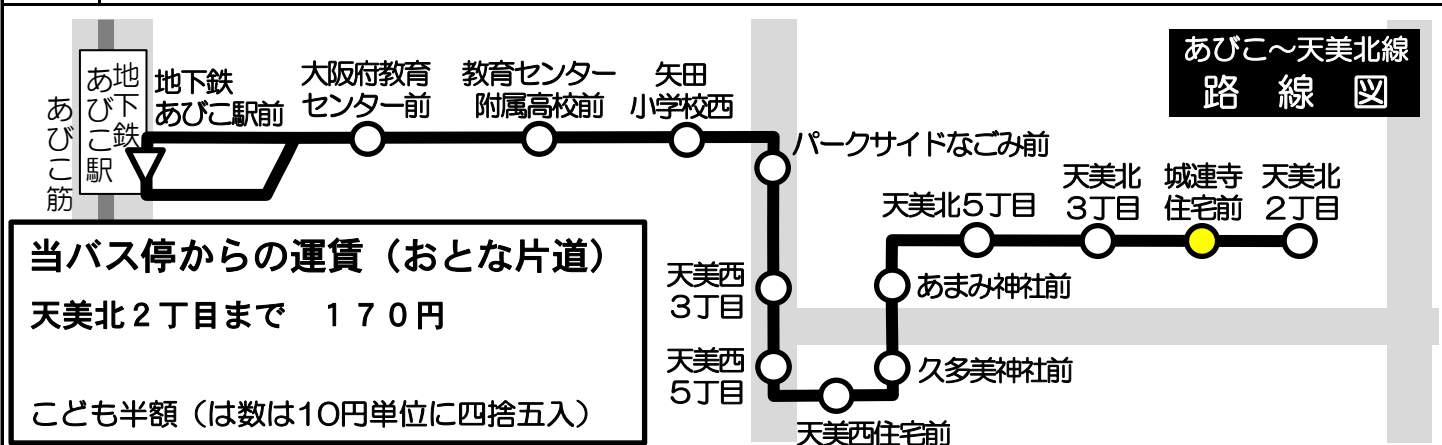 あびこ～天美北線
路線図
あびこ筋
地下鉄
あびこ駅
地下鉄
あびこ駅前
大阪府教育
センター前
教育センター
附属高校前
矢田
小学校西
パークサイドなごみ前
天美西
3丁目
天美西
5丁目
天美西住宅前
久多美神社前
あまみ神社前
天美北5丁目
天美北
3丁目
城連寺
住宅前
天美北
2丁目
当バス停からの運賃（おとな片道）
天美北２丁目まで　１７０円
こども半額（は数は10円単位に四捨五入）